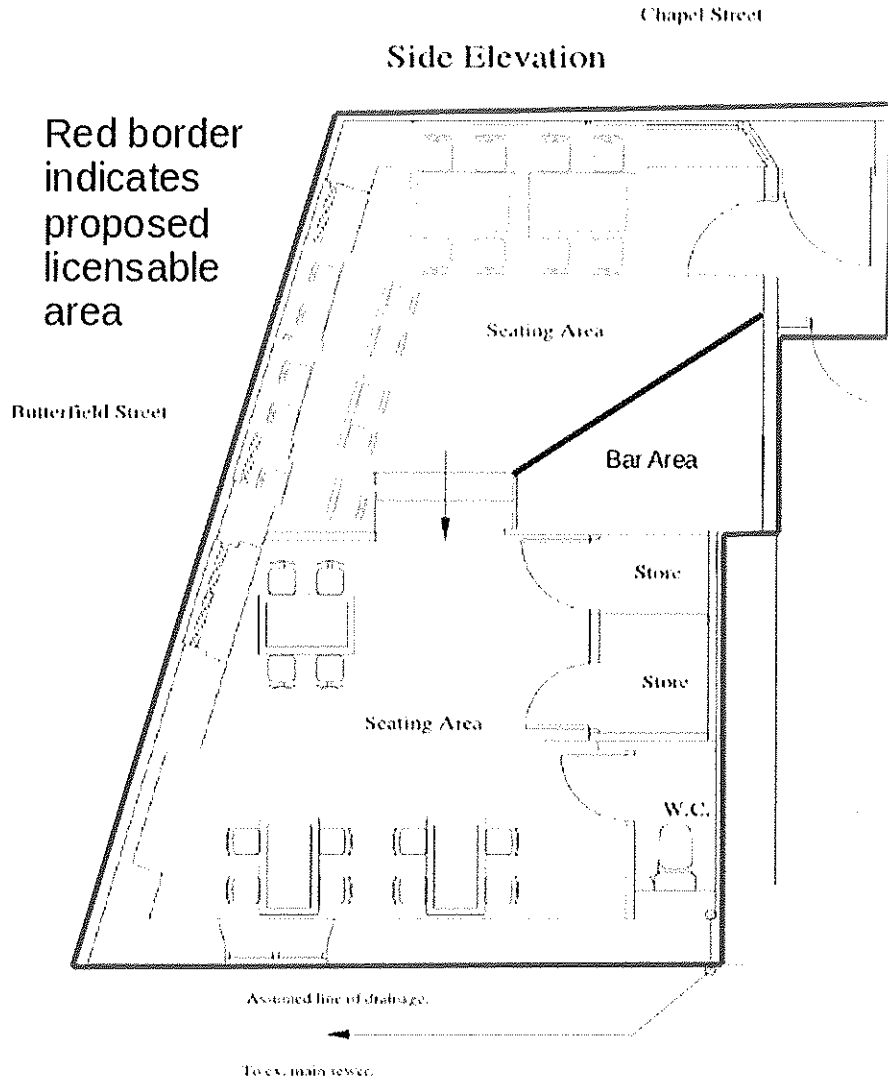 Chapel Street
Side Elevation
Red border
indicates
proposed
licensable
area
Seating Area
Butterfield Street
Bar Area
Store
Store
Seating Area
W.C.
Assumed line of drainage.
To ex. main sewer.